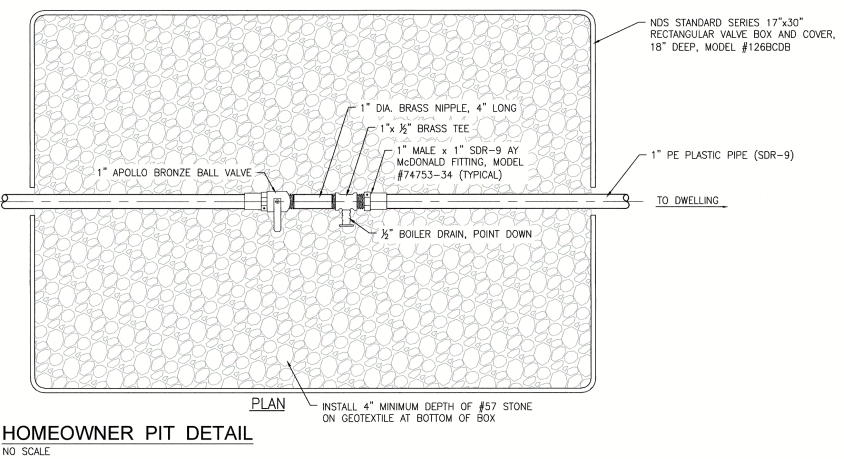 NDS STANDARD SERIES 17"x30"
RECTANGULAR VALVE BOX AND COVER,
18" DEEP, MODEL #126BCDB
1" DIA. BRASS NIPPLE, 4" LONG
1"x ½" BRASS TEE
1" MALE x 1" SDR-9 AY
McDONALD FITTING, MODEL
#74753-34 (TYPICAL)
1" PE PLASTIC PIPE (SDR-9)
1" APOLLO BRONZE BALL VALVE
TO DWELLING
½" BOILER DRAIN, POINT DOWN
PLAN
INSTALL 4" MINIMUM DEPTH OF #57 STONE
ON GEOTEXTILE AT BOTTOM OF BOX
HOMEOWNER PIT DETAIL
NO SCALE